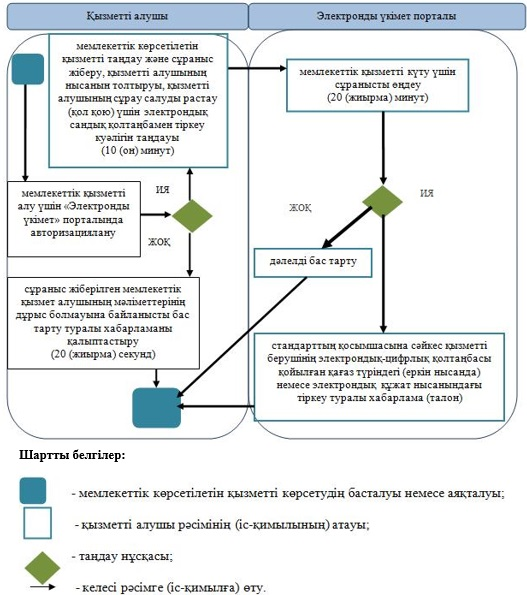 Қызметті алушы
Электронды үкімет порталы
мемлекеттік көрсетілетін
қызметті таңдау және сұраныс
жіберу, қызметті алушының
нысанын толтыруы, қызметті
алушының сұрау салуды растау
(қол қою) үшін электрондық
сандық қолтаңбамен тіркеу
куәлігін таңдауы
(10 (он) минут)
мемлекеттік қызметті күту үшін
сұранысты өңдеу
(20 (жиырма) минут)
мемлекеттік қызметті
алу үшін «Электронды
үкімет» порталында
авторизациялану
ИЯ
ЖОҚ
ЖОҚ
ИЯ
дәлелді бас тарту
сұраныс жіберілген мемлекеттік
қызмет алушының мәліметтерінің
дұрыс болмауына байланысты бас
тарту туралы хабарламаны
қалыптастыру
(20 (жиырма) секунд)
стандарттың қосымшасына сәйкес қызметті
берушінің электрондық-цифрлық қолтаңбасы
қойылған қағаз түріндегі (еркін нысанда)
немесе электрондық құжат нысанындағы
тіркеу туралы хабарлама (талон)
Шартты белгілер:
- мемлекеттік көрсетілетін қызметті көрсетудің басталуы немесе аяқталуы;
- қызметті алушы рәсімінің (іс-қимылының) атауы;
- таңдау нұсқасы;
- келесі рәсімге (іс-қимылға) өту.